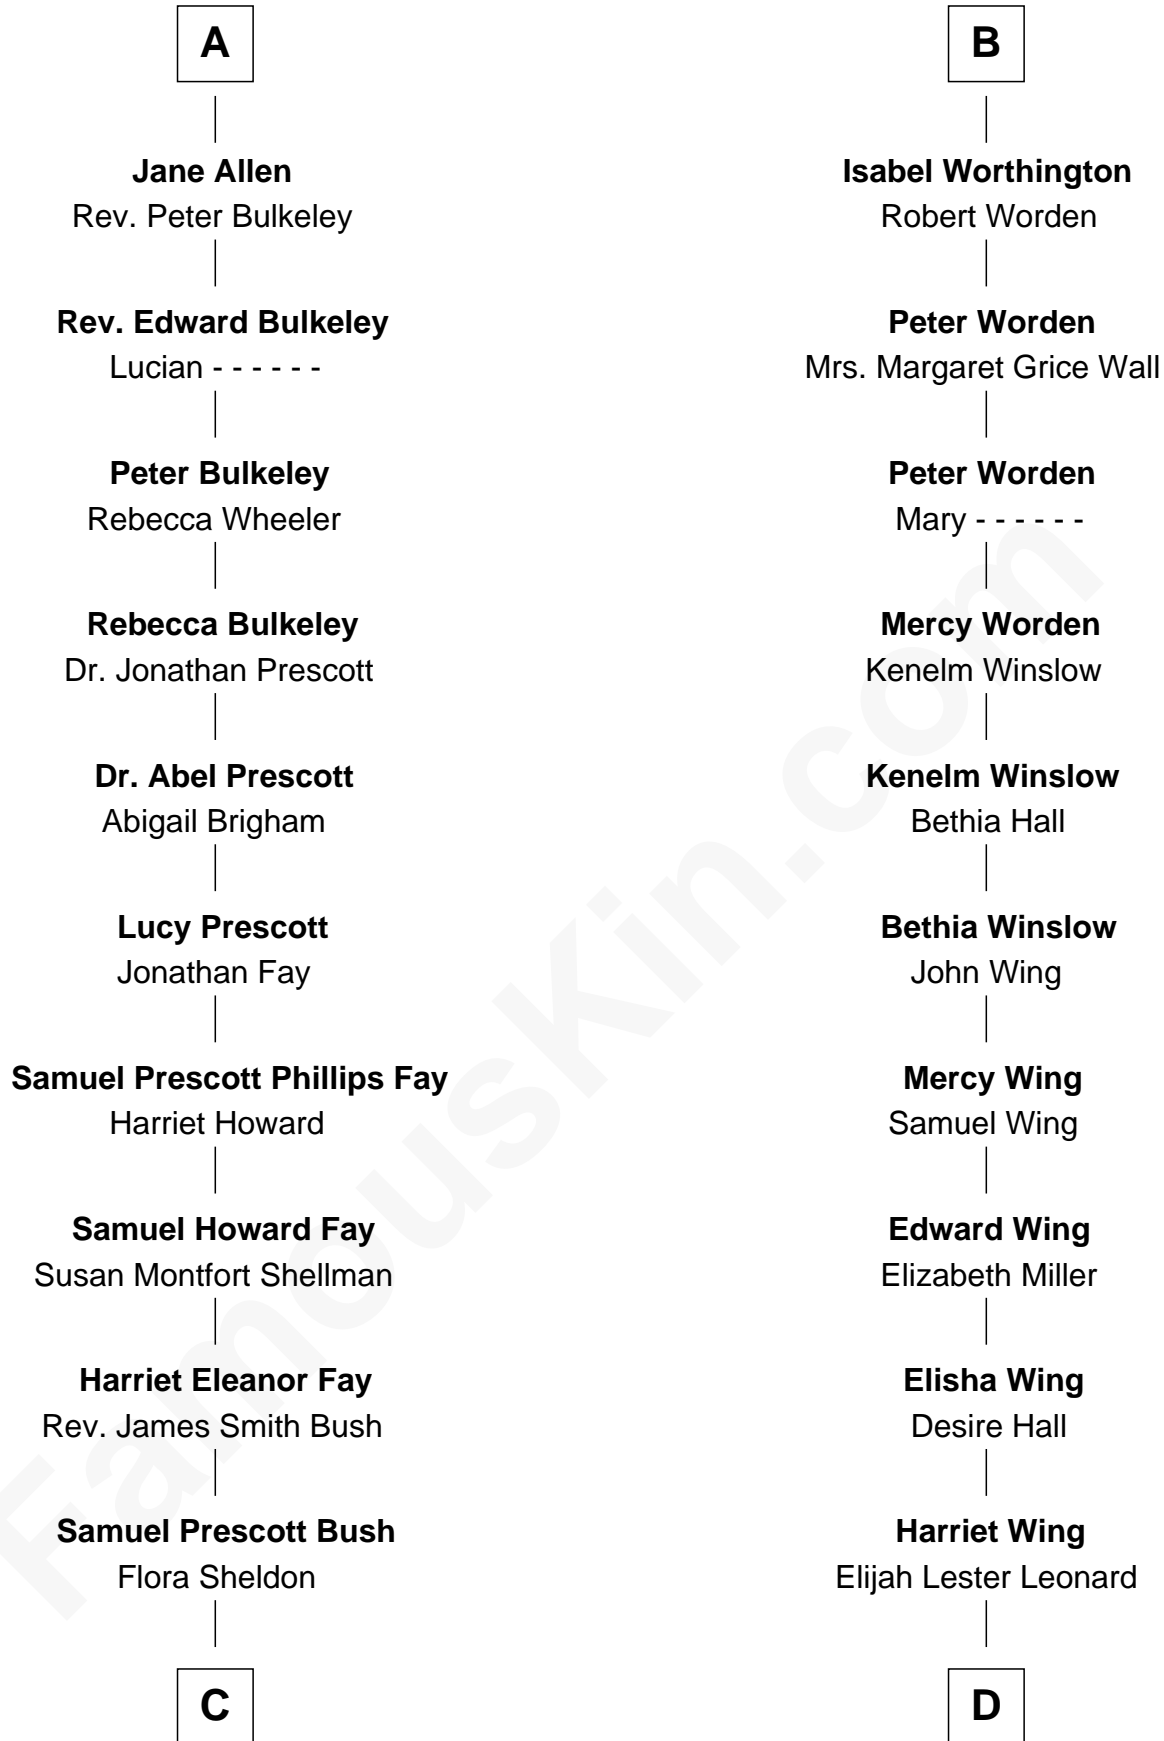 A
Jane Allen
Rev. Peter Bulkeley
Rev. Edward Bulkeley
Lucian - - - - - -
Peter Bulkeley
Rebecca Wheeler
Rebecca Bulkeley
Dr. Jonathan Prescott
Dr. Abel Prescott
Abigail Brigham
Lucy Prescott
Jonathan Fay
Samuel Prescott Phillips Fay
Harriet Howard
Samuel Howard Fay
Susan Montfort Shellman
Harriet Eleanor Fay
Rev. James Smith Bush
Samuel Prescott Bush
Flora Sheldon
C
B
Isabel Worthington
Robert Worden
Peter Worden
Mrs. Margaret Grice Wall
Peter Worden
Mary - - - - - -
Mercy Worden
Kenelm Winslow
Kenelm Winslow
Bethia Hall
Bethia Winslow
John Wing
Mercy Wing
Samuel Wing
Edward Wing
Elizabeth Miller
Elisha Wing
Desire Hall
Harriet Wing
Elijah Lester Leonard
D
FamousKin.com